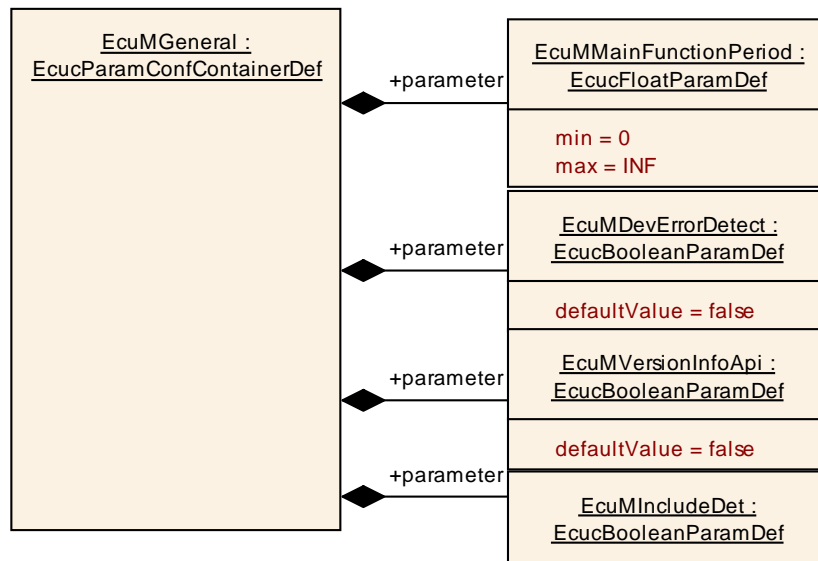 EcuMGeneral :
EcucParamConfContainerDef
+parameter
EcuMMainFunctionPeriod :
EcucFloatParamDef
min = 0
max = INF
+parameter
EcuMDevErrorDetect :
EcucBooleanParamDef
defaultValue = false
+parameter
EcuMVersionInfoApi :
EcucBooleanParamDef
defaultValue = false
+parameter
EcuMIncludeDet :
EcucBooleanParamDef